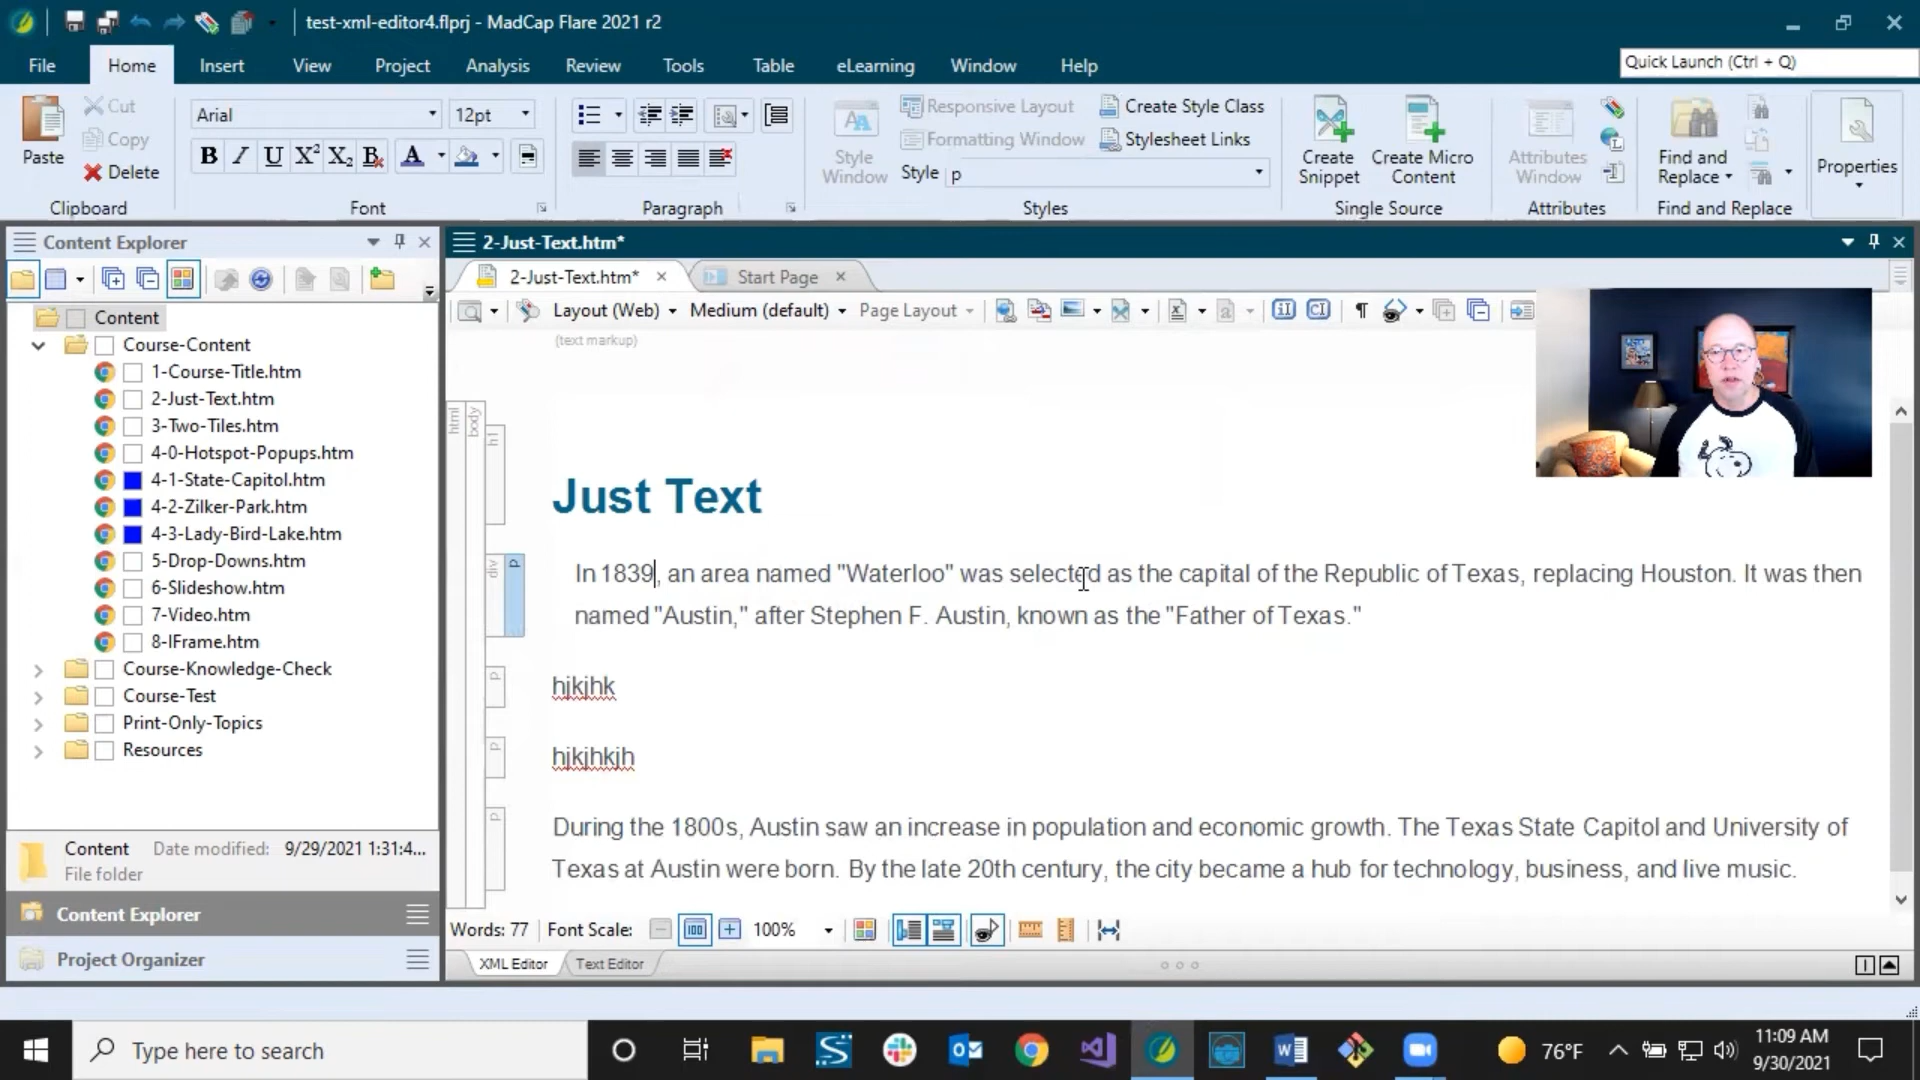 test-xml-editor4.flprj - MadCap Flare 2021 r2
File Home Insert View Project Analysis Review Tools Table eLearning Window Help
Quick Launch (Ctrl + Q)
Paste
Cut
Copy
Delete
Clipboard
Arial 12pt
B I U X² X₂ B A
Font
Paragraph
Style Window
Responsive Layout
Formatting Window
Create Style Class
Stylesheet Links
Style p
Styles
Create Snippet
Create Micro Content
Single Source
Attributes Window
Attributes
Find and Replace
Find and Replace
Properties
Content Explorer
Content
Course-Content
1-Course-Title.htm
2-Just-Text.htm
3-Two-Tiles.htm
4-0-Hotspot-Popups.htm
4-1-State-Capitol.htm
4-2-Zilker-Park.htm
4-3-Lady-Bird-Lake.htm
5-Drop-Downs.htm
6-Slideshow.htm
7-Video.htm
8-IFrame.htm
Course-Knowledge-Check
Course-Test
Print-Only-Topics
Resources
Content Date modified: 9/29/2021 1:31:4...
File folder
Content Explorer
Project Organizer
2-Just-Text.htm*
2-Just-Text.htm* Start Page
Layout (Web) Medium (default) Page Layout
(text markup)
html
body
h1
div
p
p
p
p
Just Text
In 1839, an area named "Waterloo" was selected as the capital of the Republic of Texas, replacing Houston. It was then
named "Austin," after Stephen F. Austin, known as the "Father of Texas."
hjkjhk
hjkjhkjh
During the 1800s, Austin saw an increase in population and economic growth. The Texas State Capitol and University of
Texas at Austin were born. By the late 20th century, the city became a hub for technology, business, and live music.
Words: 77 Font Scale: 100 100%
XML Editor Text Editor
Type here to search
76°F
11:09 AM
9/30/2021